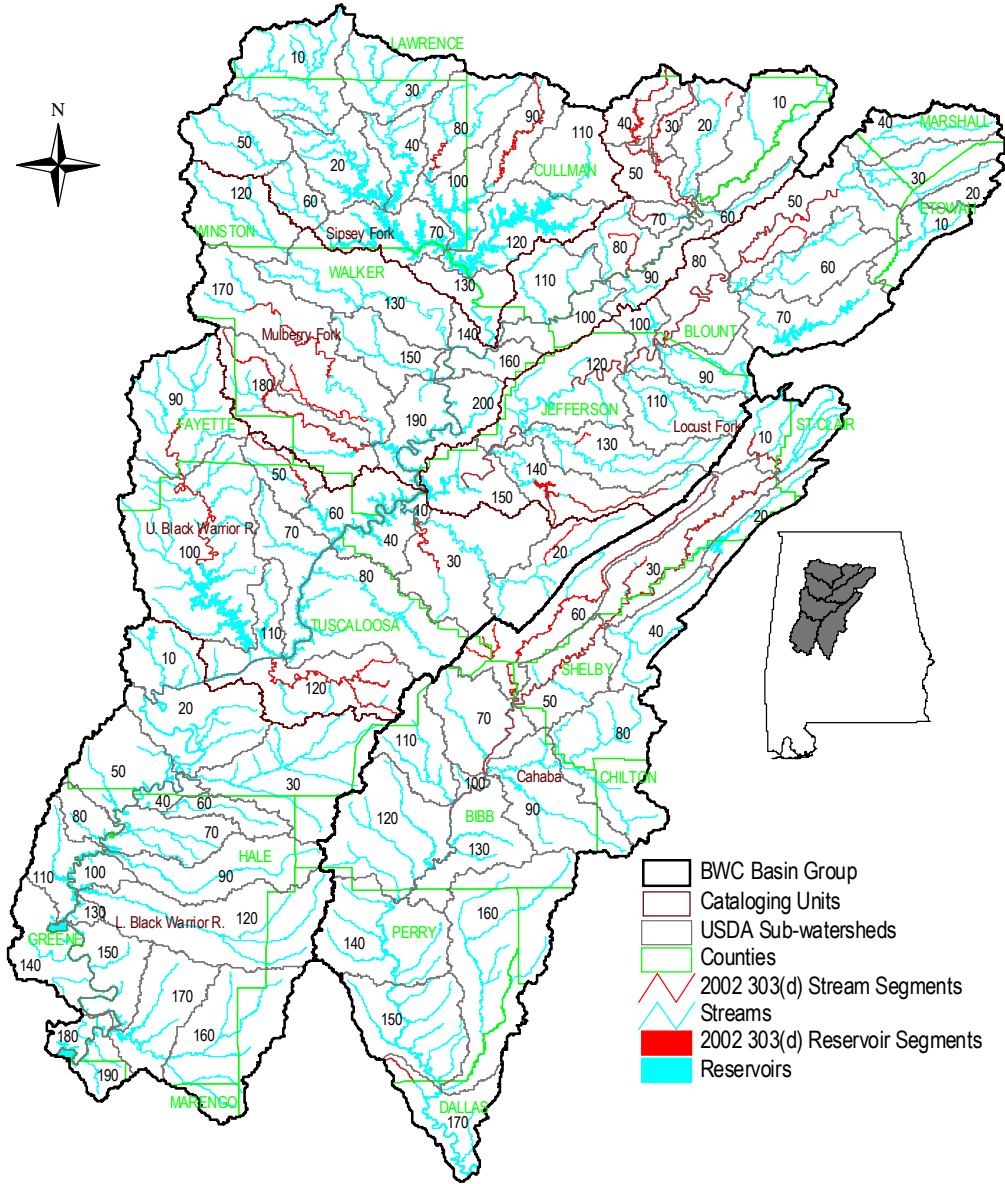 LAWRENCE
10
30
80
90
110
40
30
20
10
40
MARSHALL
N
50
20
40
100
CULLMAN
50
30
20
ETOWAH
10
120
60
Sipsey Fork
70
WINSTON
120
70
60
50
80
80
60
WALKER
130
130
110
90
170
Mulberry Fork
140
100
100
BLOUNT
70
150
160
120
90
180
190
200
JEFFERSON
110
Locust Fork
90
FAYETTE
130
10
ST CLAIR
50
140
150
60
10
U. Black Warrior R.
70
40
30
20
20
100
80
30
110
TUSCALOOSA
60
40
10
120
SHELBY
20
70
50
80
110
50
30
100
Cahaba
CHILTON
40
60
80
70
120
BIBB
90
HALE
130
110
100
90
130
L. Black Warrior R.
120
GREENE
150
140
PERRY
160
140
170
160
150
180
190
MARENGO
DALLAS
170
BWC Basin Group
Cataloging Units
USDA Sub-watersheds
Counties
2002 303(d) Stream Segments
Streams
2002 303(d) Reservoir Segments
Reservoirs